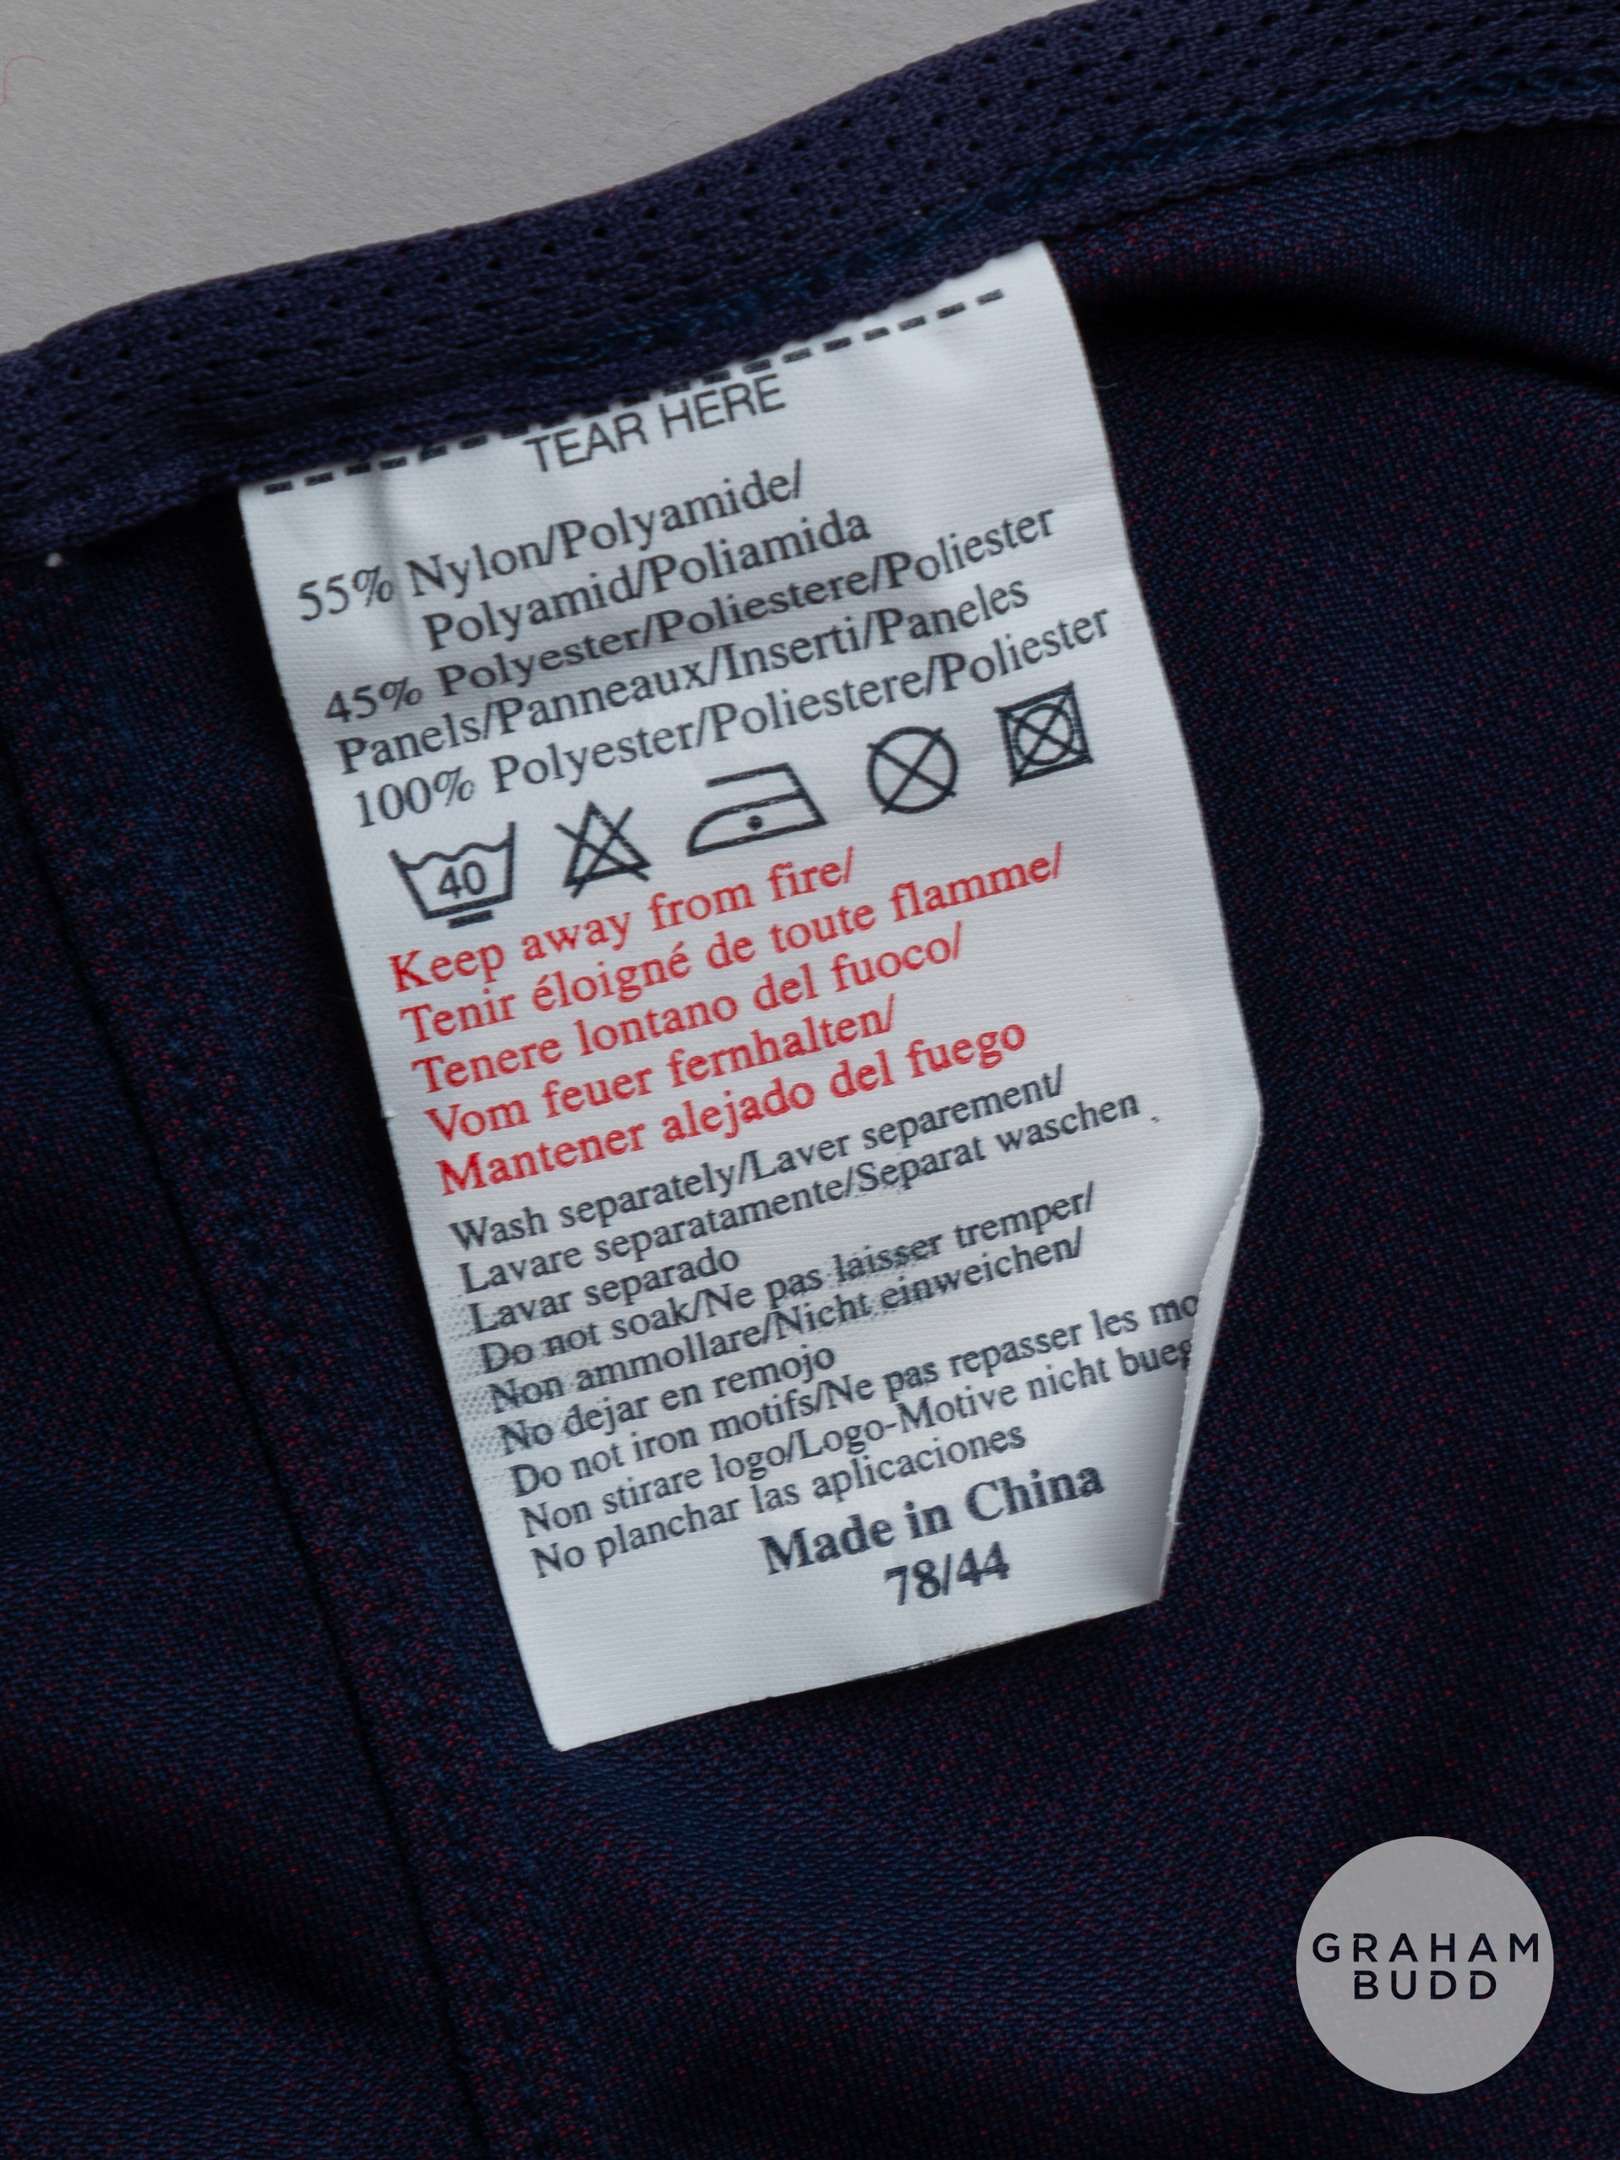 TEAR HERE
55% Nylon/Polyamide/
Polyamid/Poliamida
45% Polyester/Poliestere/Poliester
Panels/Panneaux/Inserti/Paneles
100% Polyester/Poliestere/Poliester
40
Keep away from fire/
Tenir éloigné de toute flamme/
Tenere lontano del fuoco/
Vom feuer fernhalten/
Mantener alejado del fuego
Wash separately/Laver separement/
Lavare separatamente/Separat waschen
Lavar separado
Do not soak/Ne pas laisser tremper/
Non ammollare/Nicht einweichen/
No dejar en remojo
Do not iron motifs/Ne pas repasser les
Non stirare logo/Logo-Motive nicht
No planchar las aplicaciones
Made in China
78/44
GRAHAM
BUDD